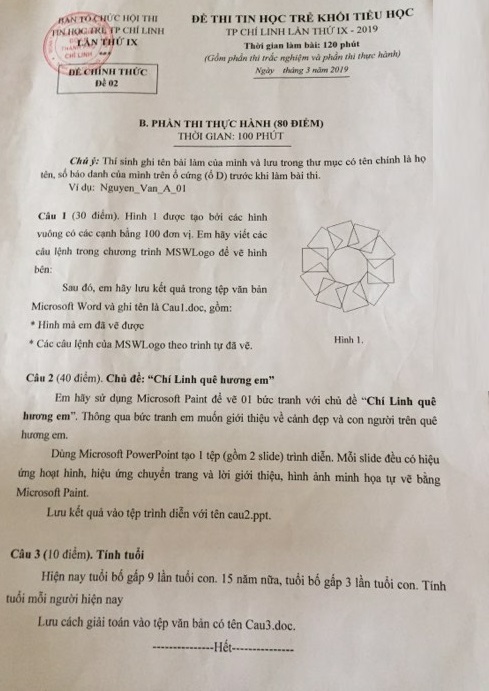 BAN TỔ CHỨC HỘI THI
TIN HỌC TRẺ TP CHÍ LINH
LẦN THỨ IX
ĐỀ CHÍNH THỨC
Đề 02
ĐỀ THI TIN HỌC TRẺ KHỐI TIỂU HỌC
TP CHÍ LINH LẦN THỨ IX - 2019
Thời gian làm bài: 120 phút
(Gồm phần thi trắc nghiệm và phần thi thực hành)
Ngày tháng 3 năm 2019
B. PHẦN THI THỰC HÀNH (80 ĐIỂM)
THỜI GIAN: 100 PHÚT
Chú ý: Thí sinh ghi tên bài làm của mình và lưu trong thư mục có tên chính là họ
tên, số báo danh của mình trên ổ cứng (ổ D) trước khi làm bài thi.
Ví dụ: Nguyen_Van_A_01
Câu 1 (30 điểm). Hình 1 được tạo bởi các hình
vuông có các cạnh bằng 100 đơn vị. Em hãy viết các
câu lệnh trong chương trình MSWLogo để vẽ hình
bên:
Sau đó, em hãy lưu kết quả trong tệp văn bản
Microsoft Word và ghi tên là Cau1.doc, gồm:
* Hình mà em đã vẽ được
* Các câu lệnh của MSWLogo theo trình tự đã vẽ.
Hình 1.
Câu 2 (40 điểm). Chủ đề: “Chí Linh quê hương em”
Em hãy sử dụng Microsoft Paint để vẽ 01 bức tranh với chủ đề “Chí Linh quê
hương em”. Thông qua bức tranh em muốn giới thiệu về cảnh đẹp và con người trên quê
hương em.
Dùng Microsoft PowerPoint tạo 1 tệp (gồm 2 slide) trình diễn. Mỗi slide đều có hiệu
ứng hoạt hình, hiệu ứng chuyển trang và lời giới thiệu, hình ảnh minh họa tự vẽ bằng
Microsoft Paint.
Lưu kết quả vào tệp trình diễn với tên cau2.ppt.
Câu 3 (10 điểm). Tính tuổi
Hiện nay tuổi bố gấp 9 lần tuổi con. 15 năm nữa, tuổi bố gấp 3 lần tuổi con. Tính
tuổi mỗi người hiện nay
Lưu cách giải toán vào tệp văn bản có tên Cau3.doc.
---------------Hết---------------